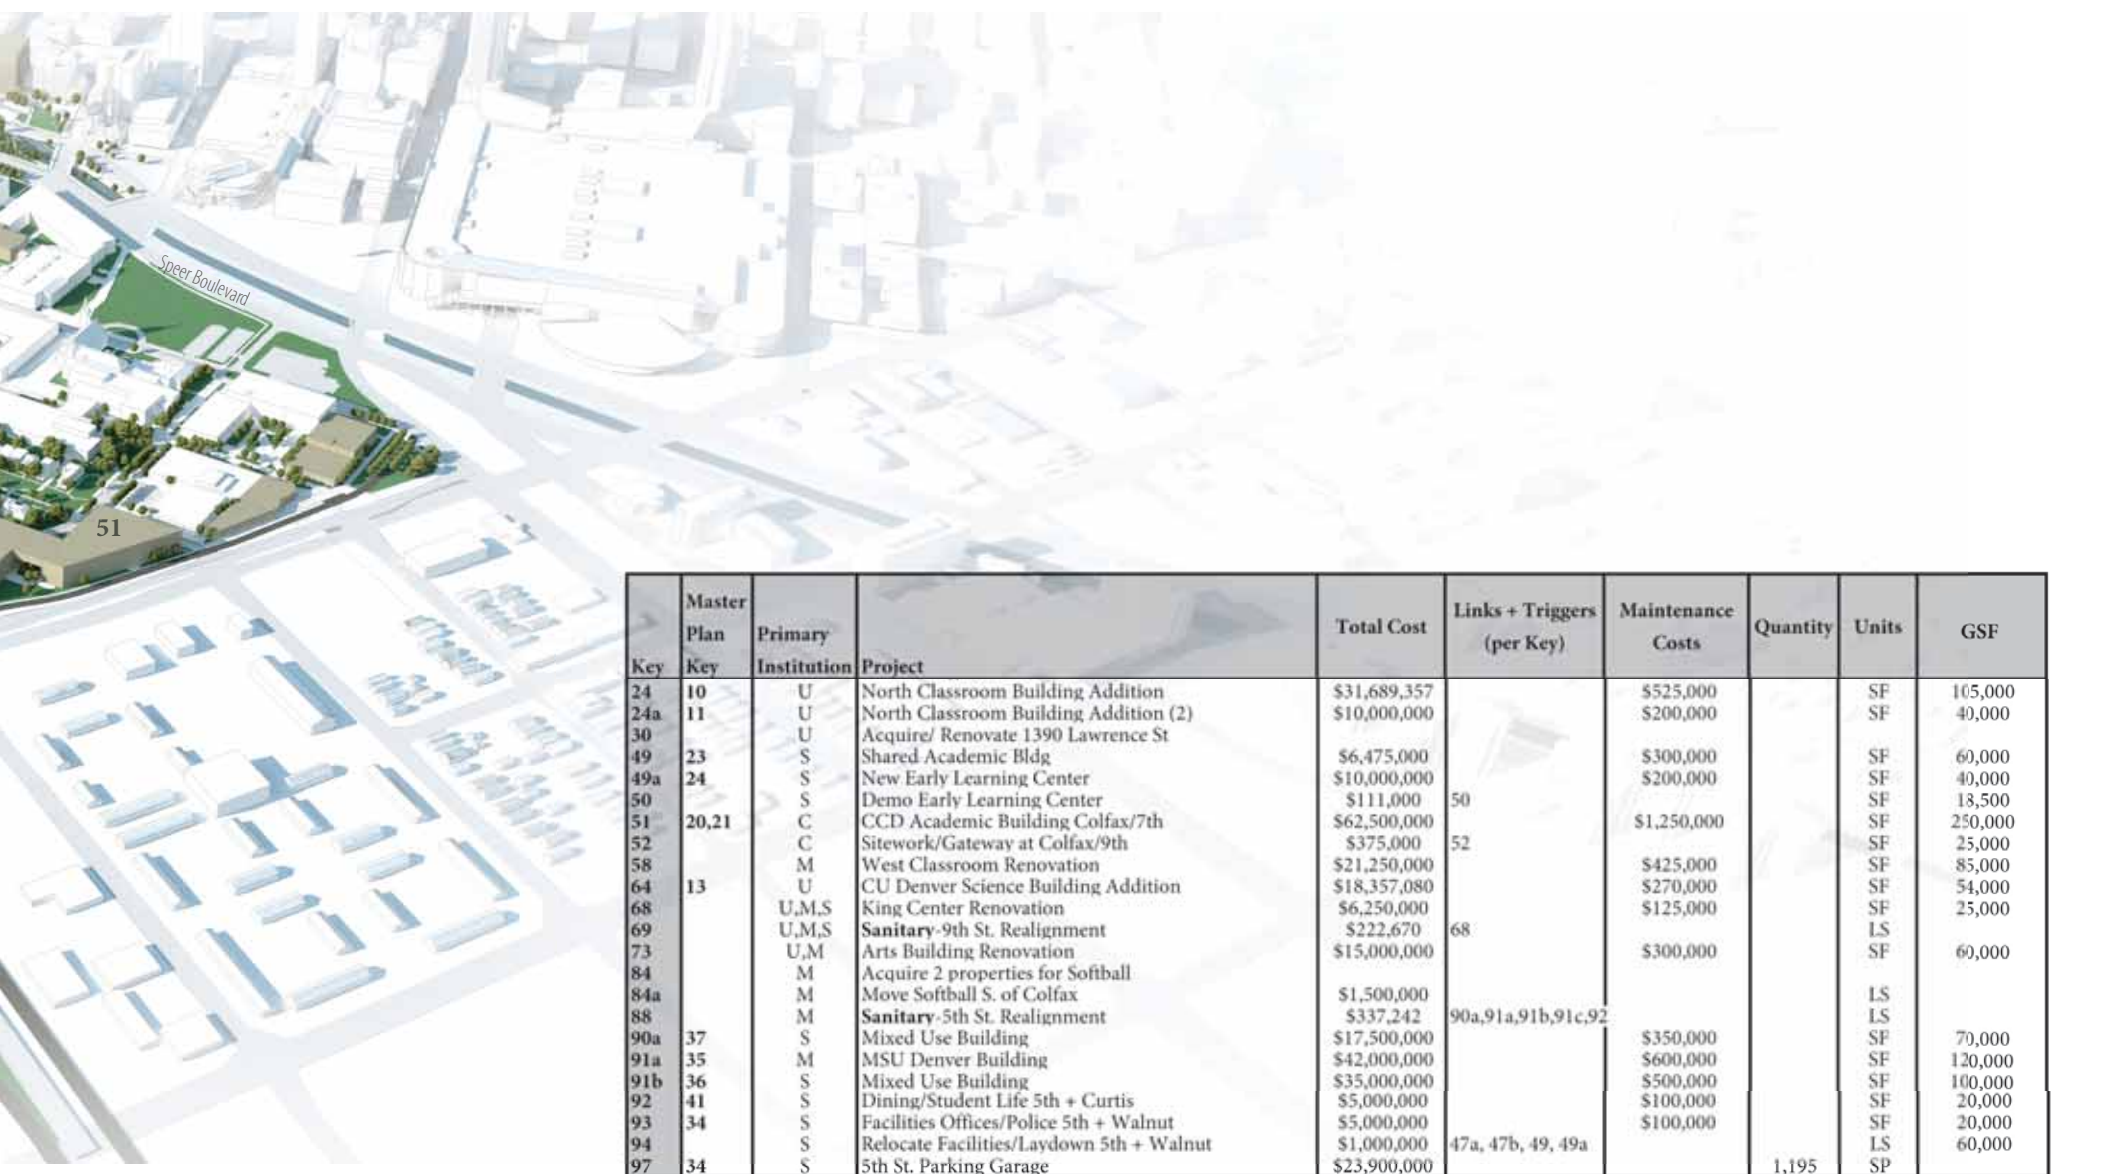 Speer Boulevard
51
Key Master Plan Key Primary Institution Project Total Cost Links + Triggers (per Key) Maintenance Costs Quantity Units GSF
24 10 U North Classroom Building Addition $31,689,357 $525,000 SF 105,000
24a 11 U North Classroom Building Addition (2) $10,000,000 $200,000 SF 40,000
30 U Acquire/ Renovate 1390 Lawrence St
49 23 S Shared Academic Bldg $6,475,000 $300,000 SF 60,000
49a 24 S New Early Learning Center $10,000,000 $200,000 SF 40,000
50 S Demo Early Learning Center $111,000 50 SF 18,500
51 20,21 C CCD Academic Building Colfax/7th $62,500,000 $1,250,000 SF 250,000
52 C Sitework/Gateway at Colfax/9th $375,000 52 SF 25,000
58 M West Classroom Renovation $21,250,000 $425,000 SF 85,000
64 13 U CU Denver Science Building Addition $18,357,080 $270,000 SF 54,000
68 U,M,S King Center Renovation $6,250,000 $125,000 SF 25,000
69 U,M,S Sanitary-9th St. Realignment $222,670 68 LS
73 U,M Arts Building Renovation $15,000,000 $300,000 SF 60,000
84 M Acquire 2 properties for Softball
84a M Move Softball S. of Colfax $1,500,000 LS
88 M Sanitary-5th St. Realignment $337,242 90a,91a,91b,91c,92 LS
90a 37 S Mixed Use Building $17,500,000 $350,000 SF 70,000
91a 35 M MSU Denver Building $42,000,000 $600,000 SF 120,000
91b 36 S Mixed Use Building $35,000,000 $500,000 SF 100,000
92 41 S Dining/Student Life 5th + Curtis $5,000,000 $100,000 SF 20,000
93 34 S Facilities Offices/Police 5th + Walnut $5,000,000 $100,000 SF 20,000
94 S Relocate Facilities/Laydown 5th + Walnut $1,000,000 47a, 47b, 49, 49a LS 60,000
97 34 S 5th St. Parking Garage $23,900,000 1,195 SP